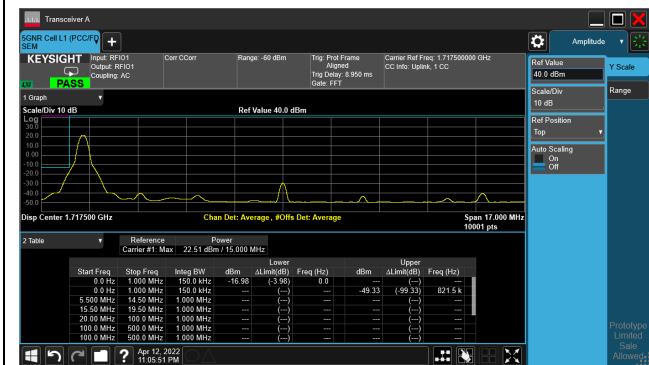 Transceiver A
5GNR Cell L1 (PCC/FD
SEM
Amplitude
KEYSIGHT
Input: RFIO1
Output: RFIO1
Coupling: AC
Corr CCorr
Range: -60 dBm
Trig: Prot Frame
Aligned
Trig Delay: 8.950 ms
Gate: FFT
Carrier Ref Freq: 1.717500000 GHz
CC Info: Uplink, 1 CC
PASS
Ref Value
40.0 dBm
Y Scale
Scale/Div
10 dB
Range
Ref Position
Top
Auto Scaling
On
Off
1 Graph
Scale/Div 10 dB
Ref Value 40.0 dBm
Log
30.0
20.0
10.0
0.00
-10.0
-20.0
-30.0
-40.0
-50.0
Disp Center 1.717500 GHz
Chan Det: Average , #Offs Det: Average
Span 17.000 MHz
10001 pts
2 Table
Reference Power
Carrier #1: Max 22.51 dBm / 15.000 MHz
Lower Upper
Start Freq Stop Freq Integ BW dBm ΔLimit(dB) Freq (Hz) dBm ΔLimit(dB) Freq (Hz)
0.0 Hz 1.000 MHz 150.0 kHz -16.98 (-3.98) 0.0 --- (---) ---
0.0 Hz 1.000 MHz 150.0 kHz --- (---) --- -49.33 (-99.33) 821.5 k
5.500 MHz 14.50 MHz 1.000 MHz --- (---) --- --- (---) ---
15.50 MHz 19.50 MHz 1.000 MHz --- (---) --- --- (---) ---
20.00 MHz 100.0 MHz 1.000 MHz --- (---) --- --- (---) ---
100.0 MHz 500.0 MHz 1.000 MHz --- (---) --- --- (---) ---
100.0 MHz 500.0 MHz 1.000 MHz --- (---) --- --- (---) ---
Prototype
Limited
Sale
Allowed
Apr 12, 2022
11:05:51 PM